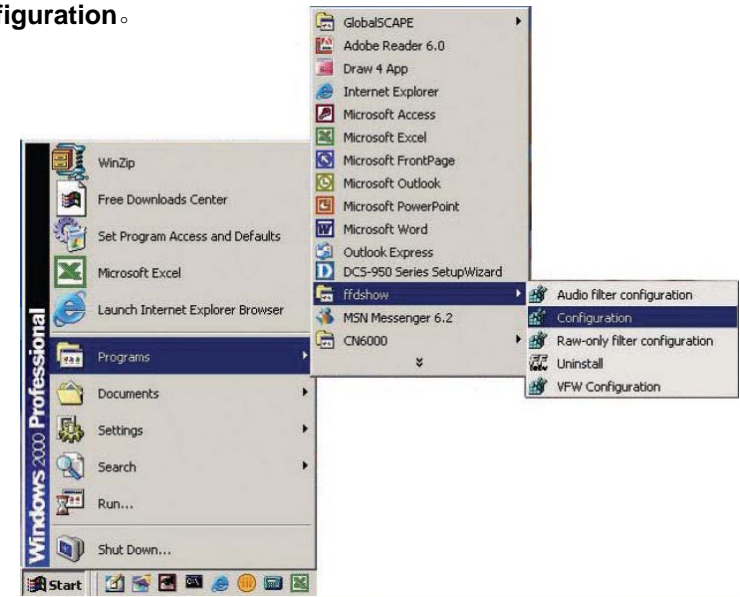 figuration。
GlobalSCAPE
Adobe Reader 6.0
Draw 4 App
Internet Explorer
Microsoft Access
Microsoft Excel
Microsoft FrontPage
Microsoft Outlook
Microsoft PowerPoint
Microsoft Word
Outlook Express
DCS-950 Series SetupWizard
ffdshow
MSN Messenger 6.2
CN6000
Audio filter configuration
Configuration
Raw-only filter configuration
Uninstall
VFW Configuration
WinZip
Free Downloads Center
Set Program Access and Defaults
Microsoft Excel
Launch Internet Explorer Browser
Programs
Documents
Settings
Search
Run...
Shut Down...
Windows 2000 Professional
Start